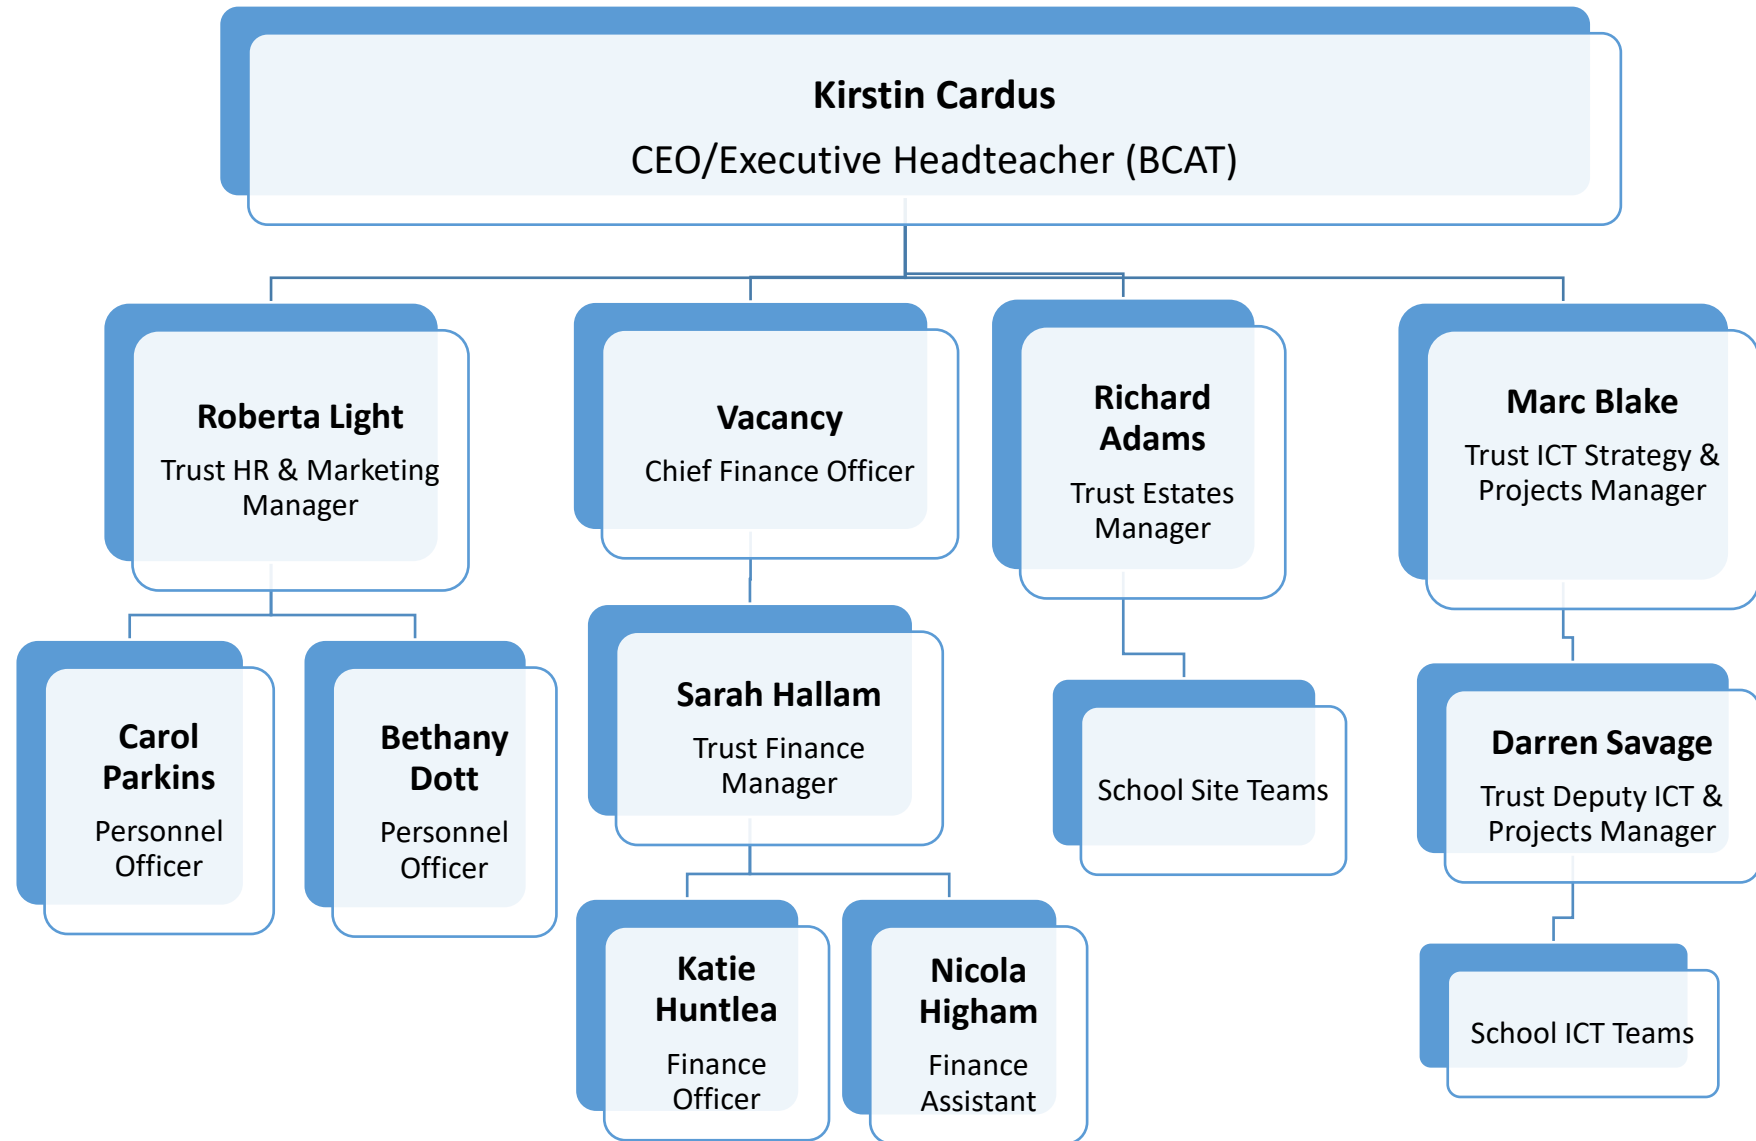 Kirstin Cardus
CEO/Executive Headteacher (BCAT)
Roberta Light
Trust HR & Marketing
Manager
Vacancy
Chief Finance Officer
Richard
Adams
Trust Estates
Manager
Marc Blake
Trust ICT Strategy &
Projects Manager
Carol
Parkins
Personnel
Officer
Bethany
Dott
Personnel
Officer
Sarah Hallam
Trust Finance
Manager
School Site Teams
Darren Savage
Trust Deputy ICT &
Projects Manager
Katie
Huntlea
Finance
Officer
Nicola
Higham
Finance
Assistant
School ICT Teams